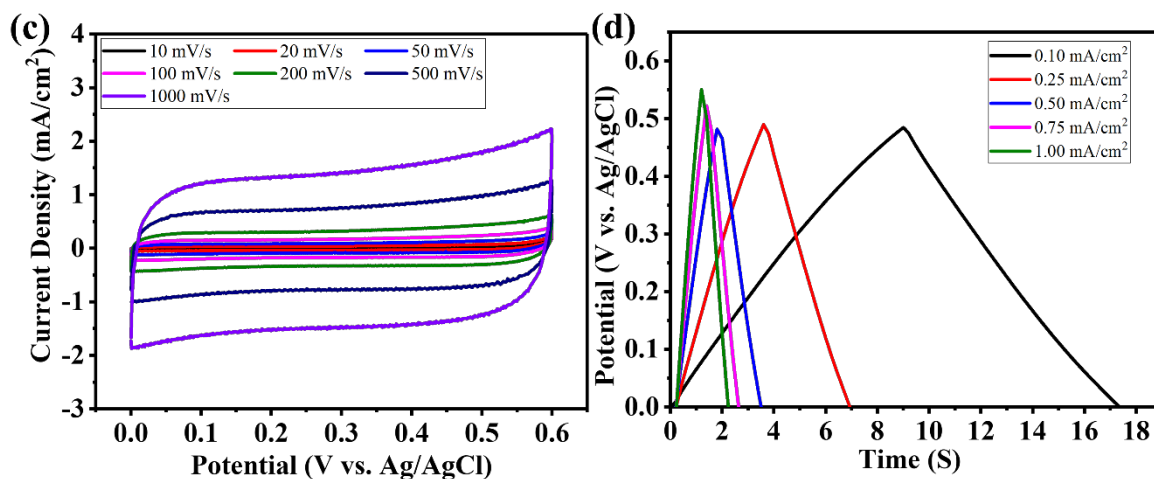 (c)
10 mV/s 20 mV/s 50 mV/s
100 mV/s 200 mV/s 500 mV/s
1000 mV/s
Current Density (mA/cm²)
4
3
2
1
0
-1
-2
-3
0.0 0.1 0.2 0.3 0.4 0.5 0.6
Potential (V vs. Ag/AgCl)
(d)
0.10 mA/cm²
0.25 mA/cm²
0.50 mA/cm²
0.75 mA/cm²
1.00 mA/cm²
Potential (V vs. Ag/AgCl)
0.6
0.5
0.4
0.3
0.2
0.1
0.0
0 2 4 6 8 10 12 14 16 18
Time (S)